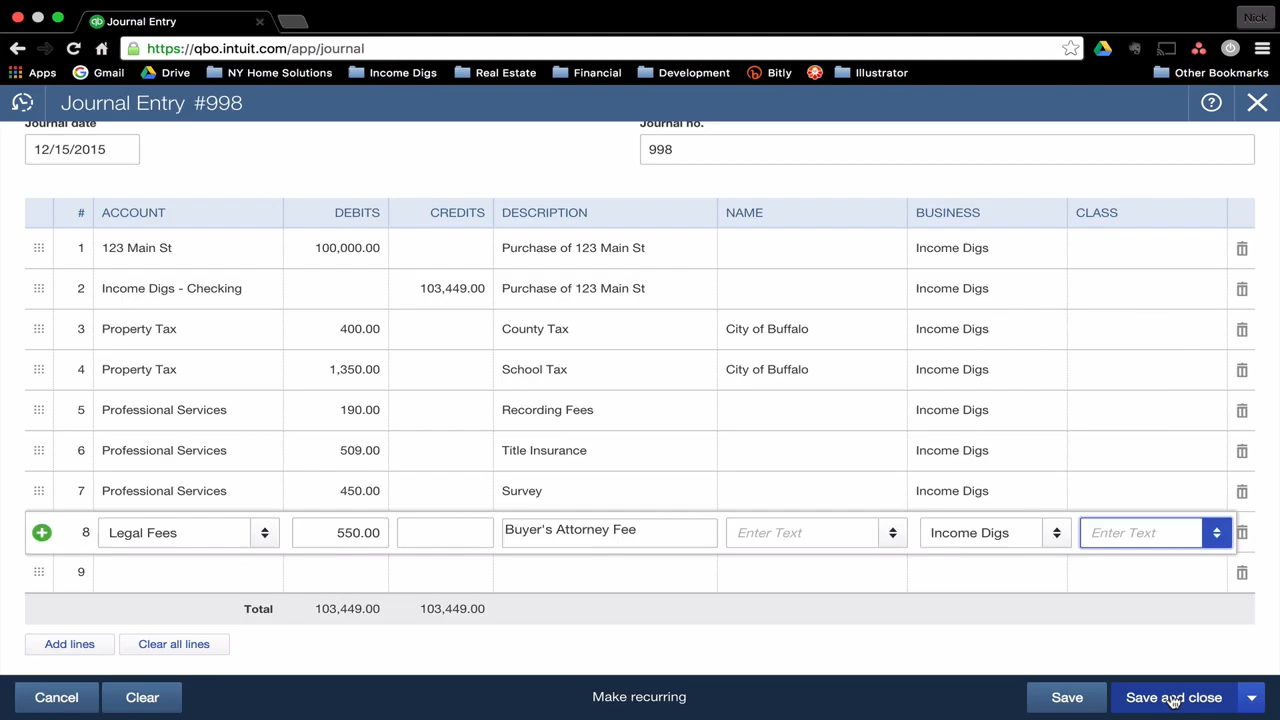 Journal Entry
Nick
https://qbo.intuit.com/app/journal
Apps Gmail Drive NY Home Solutions Income Digs Real Estate Financial Development Bitly Illustrator Other Bookmarks
Journal Entry #998
Journal date Journal no.
12/15/2015 998
# ACCOUNT DEBITS CREDITS DESCRIPTION NAME BUSINESS CLASS
1 123 Main St 100,000.00 Purchase of 123 Main St Income Digs
2 Income Digs - Checking 103,449.00 Purchase of 123 Main St Income Digs
3 Property Tax 400.00 County Tax City of Buffalo Income Digs
4 Property Tax 1,350.00 School Tax City of Buffalo Income Digs
5 Professional Services 190.00 Recording Fees Income Digs
6 Professional Services 509.00 Title Insurance Income Digs
7 Professional Services 450.00 Survey Income Digs
8 Legal Fees 550.00 Buyer's Attorney Fee Enter Text Income Digs Enter Text
9
Total 103,449.00 103,449.00
Add lines Clear all lines
Cancel Clear Make recurring Save Save and close